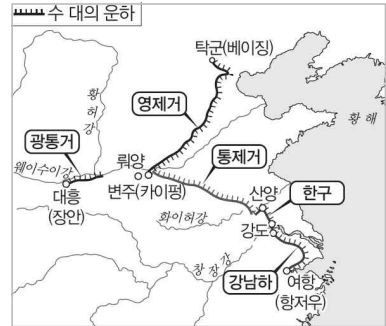 수 대의 운하
탁군(베이징)
황허강
영제거
황해
광통거
뤄양
통제거
웨이수이강
산양
한구
대흥
(장안)
변주(카이펑)
화이허강
강도
창장강
강남하
여항
(항저우)